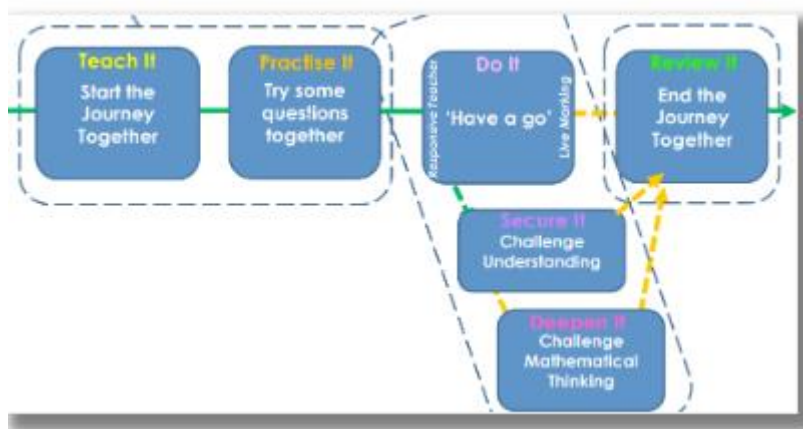 Teach It
Start the
Journey
Together
Practise It
Try some
questions
together
Do It
Responsive Teacher
'Have a go'
Live Marking
Review It
End the
Journey
Together
Secure It
Challenge
Understanding
Deepen It
Challenge
Mathematical
Thinking